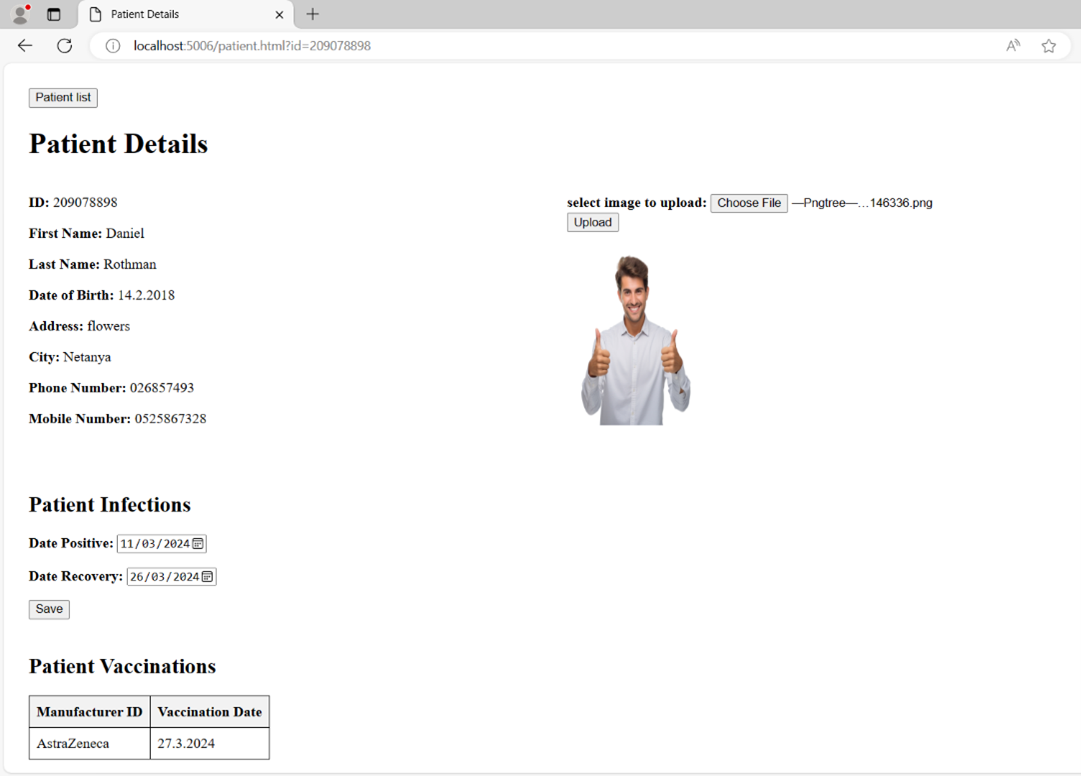 Patient Details
localhost:5006/patient.html?id=209078898
Patient list
Patient Details
ID: 209078898
First Name: Daniel
Last Name: Rothman
Date of Birth: 14.2.2018
Address: flowers
City: Netanya
Phone Number: 026857493
Mobile Number: 0525867328
select image to upload: Choose File —Pngtree—…146336.png
Upload
Patient Infections
Date Positive: 11/03/2024
Date Recovery: 26/03/2024
Save
Patient Vaccinations
Manufacturer ID Vaccination Date
AstraZeneca 27.3.2024